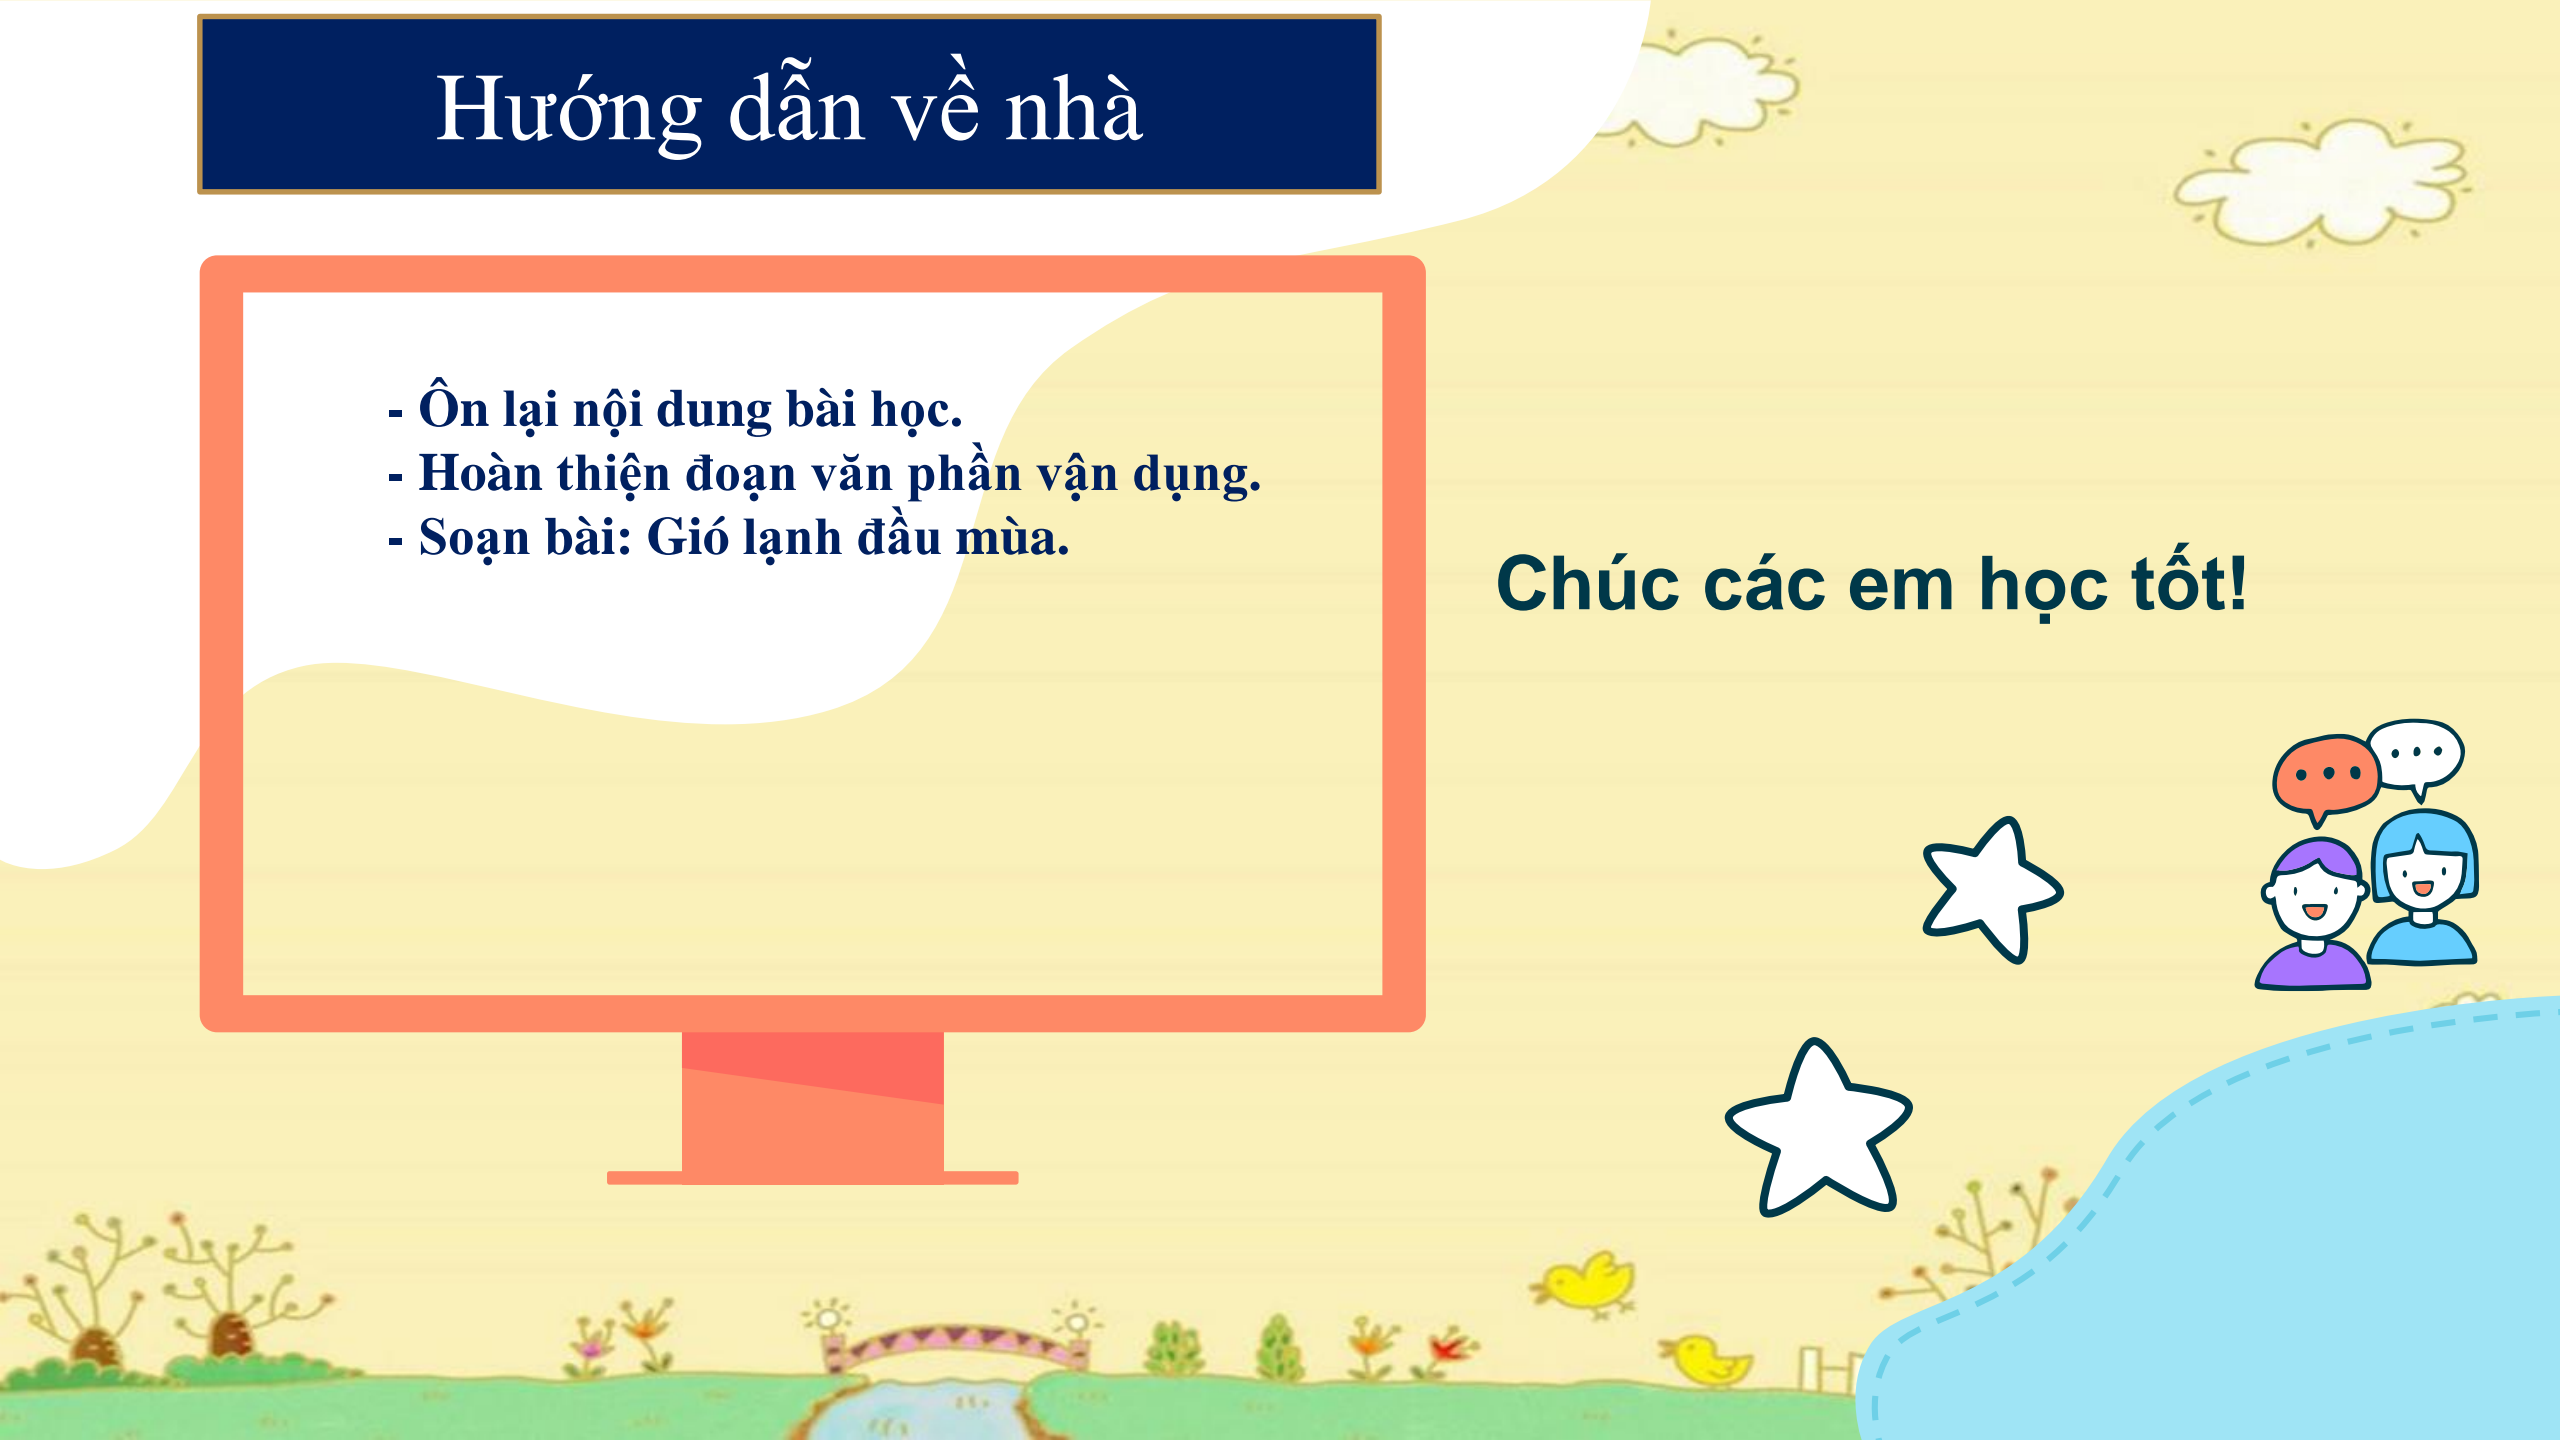 Hướng dẫn về nhà
- Ôn lại nội dung bài học.
- Hoàn thiện đoạn văn phần vận dụng.
- Soạn bài: Gió lạnh đầu mùa.
Chúc các em học tốt!